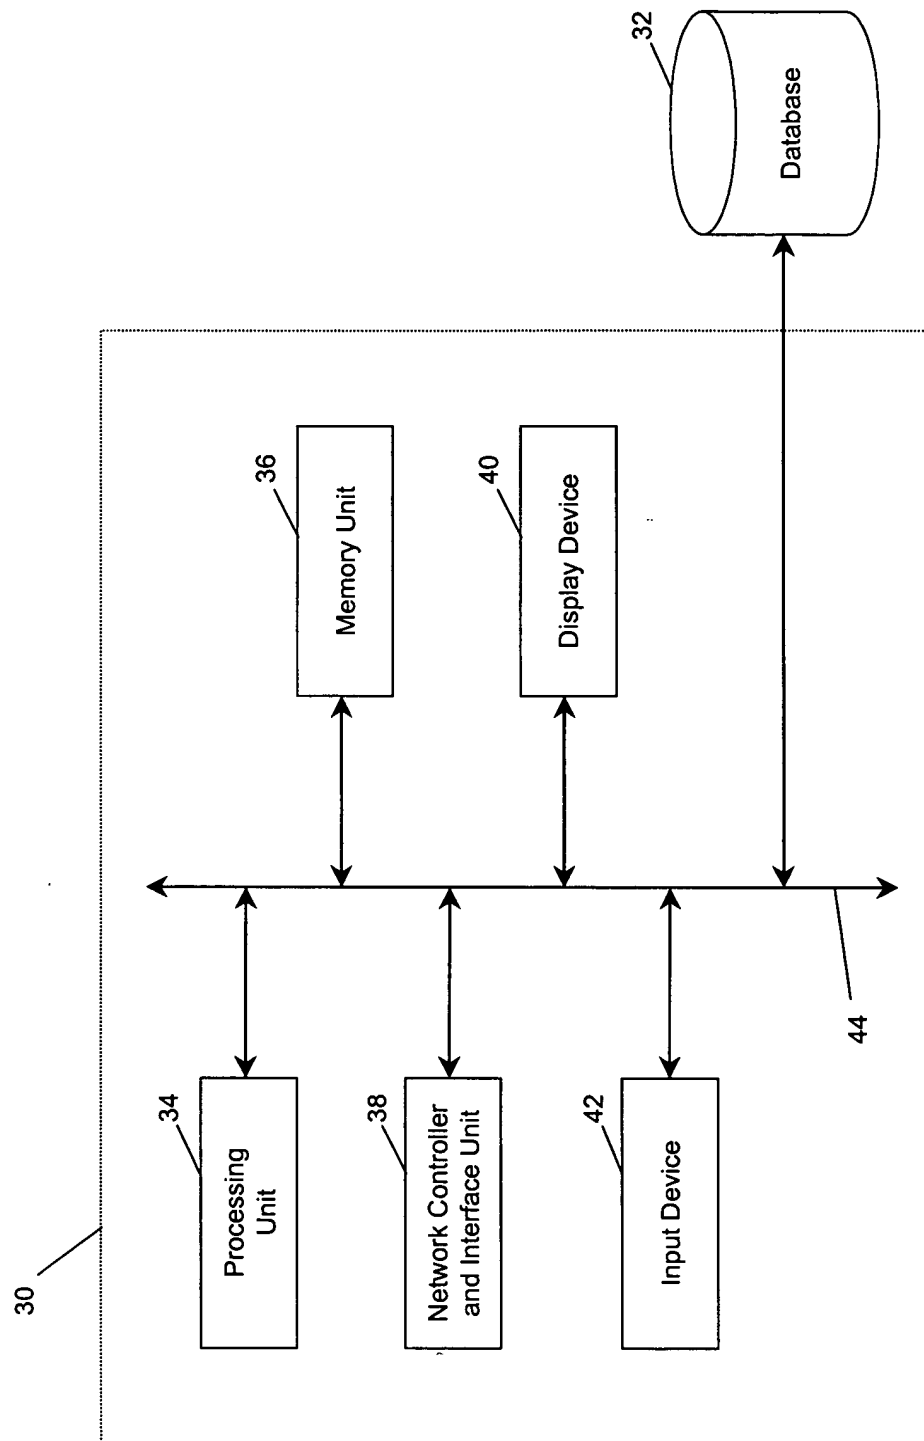 30
34
Processing
Unit
36
Memory Unit
38
Network Controller
and Interface Unit
40
Display Device
42
Input Device
44
32
Database